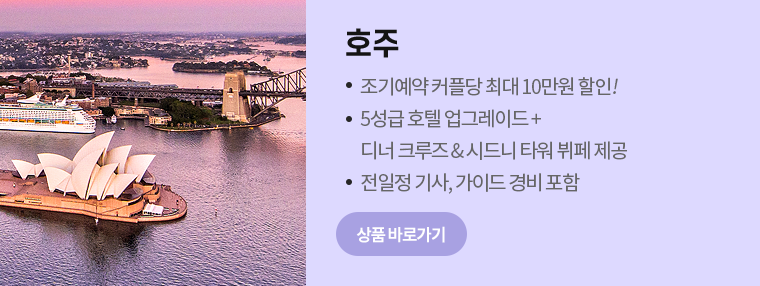 호주
• 조기예약 커플당 최대 10만원 할인!
• 5성급 호텔 업그레이드 +
디너 크루즈 & 시드니 타워 뷔페 제공
• 전일정 기사, 가이드 경비 포함
상품 바로가기